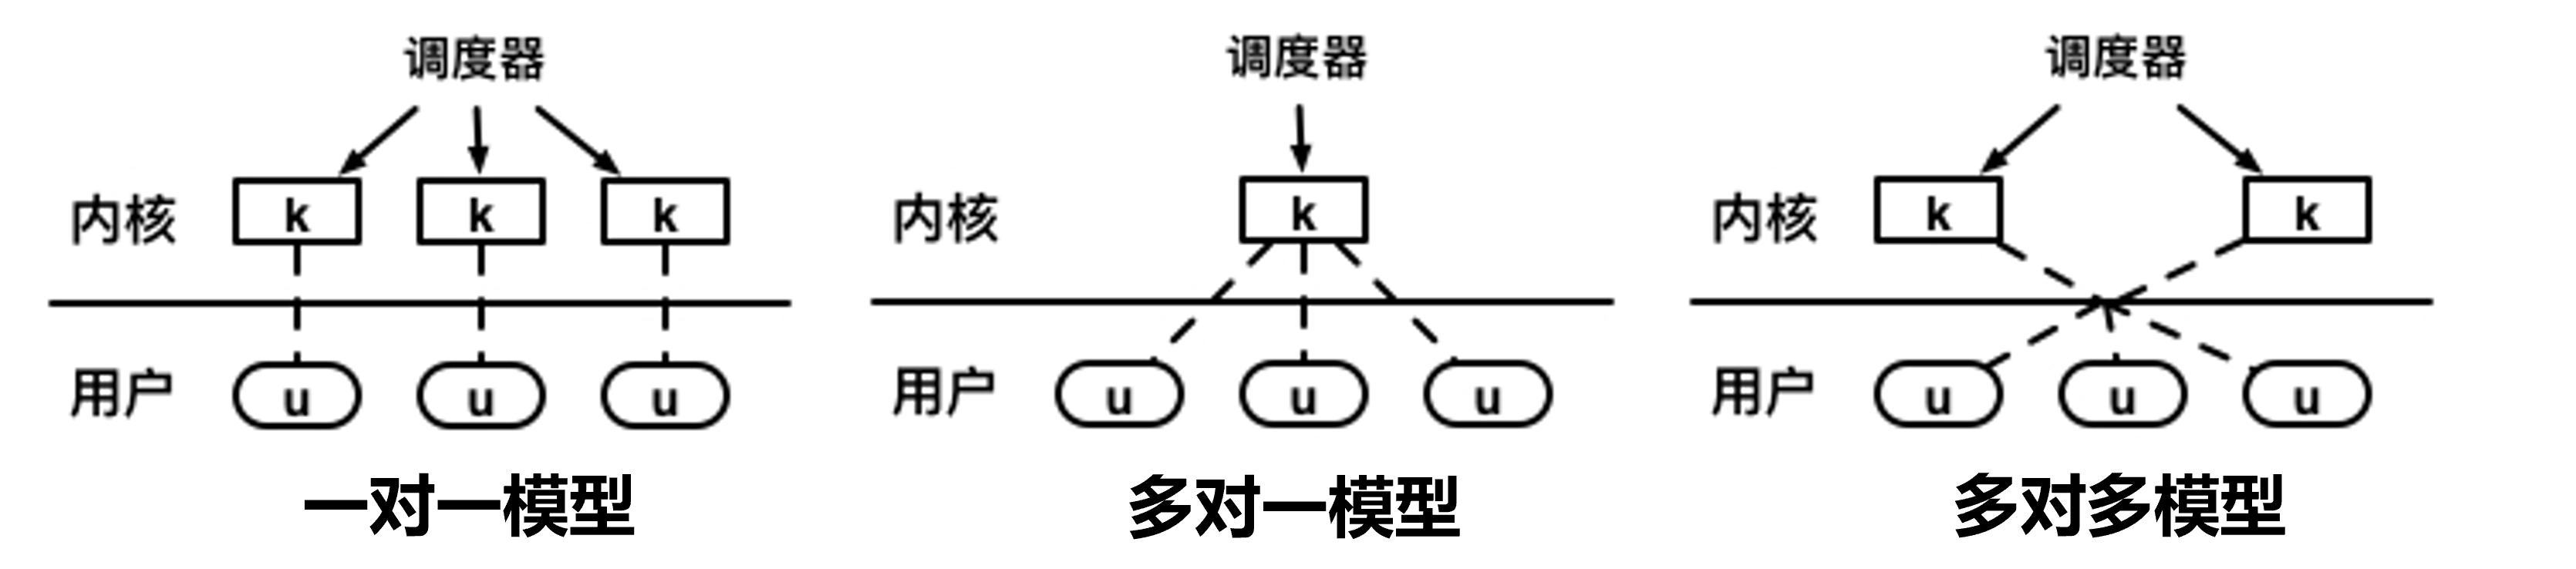 调度器
内核 k k k
用户 u u u
一对一模型
调度器
内核 k
用户 u u u
多对一模型
调度器
内核 k k
用户 u u u
多对多模型